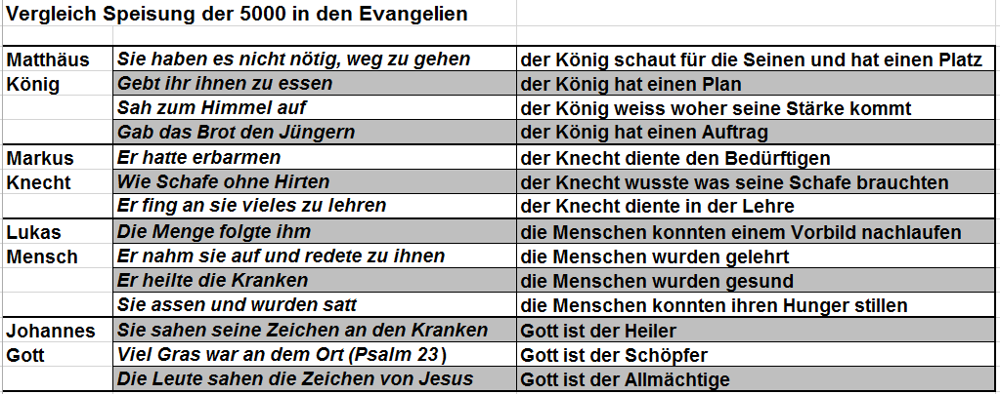 Vergleich Speisung der 5000 in den Evangelien
Matthäus Sie haben es nicht nötig, weg zu gehen der König schaut für die Seinen und hat einen Platz
König Gebt ihr ihnen zu essen der König hat einen Plan
Sah zum Himmel auf der König weiss woher seine Stärke kommt
Gab das Brot den Jüngern der König hat einen Auftrag
Markus Er hatte erbarmen der Knecht diente den Bedürftigen
Knecht Wie Schafe ohne Hirten der Knecht wusste was seine Schafe brauchten
Er fing an sie vieles zu lehren der Knecht diente in der Lehre
Lukas Die Menge folgte ihm die Menschen konnten einem Vorbild nachlaufen
Mensch Er nahm sie auf und redete zu ihnen die Menschen wurden gelehrt
Er heilte die Kranken die Menschen wurden gesund
Sie assen und wurden satt die Menschen konnten ihren Hunger stillen
Johannes Sie sahen seine Zeichen an den Kranken Gott ist der Heiler
Gott Viel Gras war an dem Ort (Psalm 23) Gott ist der Schöpfer
Die Leute sahen die Zeichen von Jesus Gott ist der Allmächtige